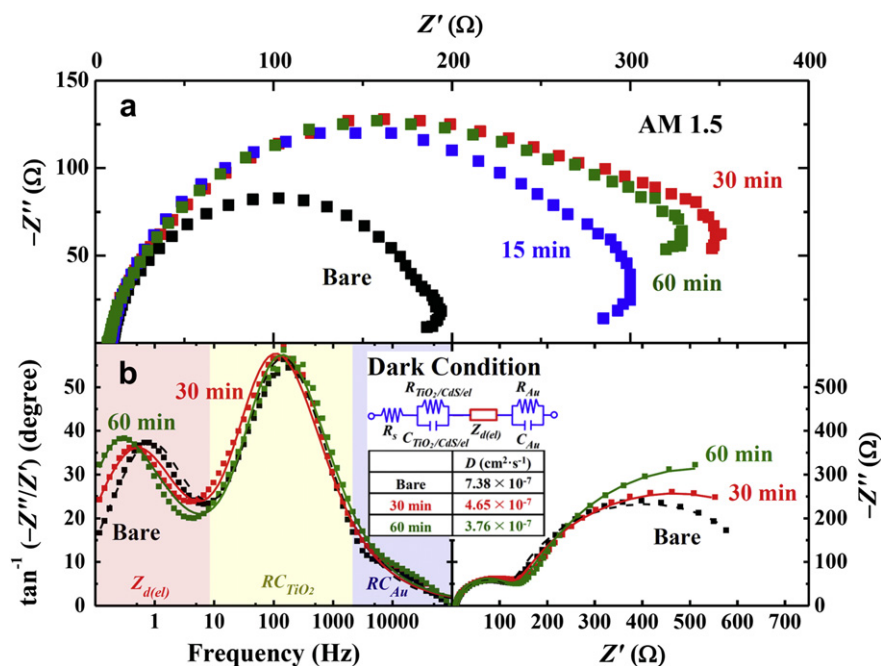 Z′ (Ω)
0 100 200 300 400
a
AM 1.5
150
100
50
−Z″ (Ω)
30 min
15 min
60 min
Bare
b
Dark Condition
30 min
60 min
Bare
R_TiO2/CdS/el R_Au
R_s Z_d(el)
C_TiO2/CdS/el C_Au
D (cm²·s⁻¹)
Bare 7.38 × 10⁻⁷
30 min 4.65 × 10⁻⁷
60 min 3.76 × 10⁻⁷
Z_d(el) RC_TiO2 RC_Au
50
40
30
20
10
0
tan⁻¹ (−Z″/Z′) (degree)
1 10 100 1000 10000
Frequency (Hz)
60 min
30 min
Bare
500
400
300
200
100
0
−Z″ (Ω)
100 200 300 400 500 600 700
Z′ (Ω)